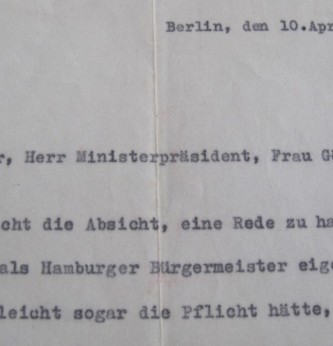 Berlin, den 10.Apr
r, Herr Ministerpräsident, Frau G
cht die Absicht, eine Rede zu ha
als Hamburger Bürgermeister eige
leicht sogar die Pflicht hätte,